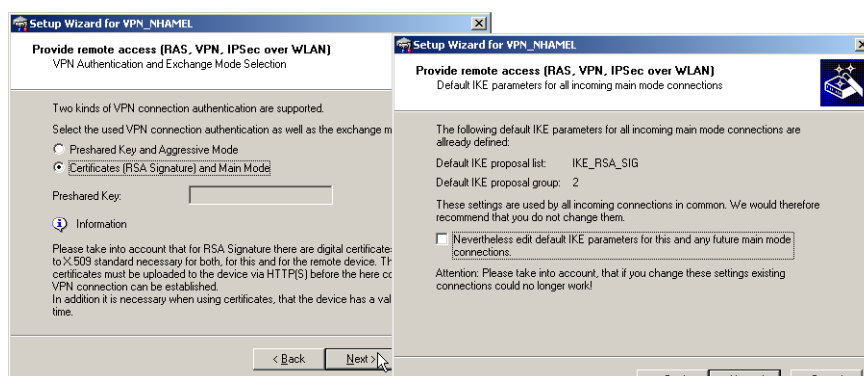 Setup Wizard for VPN_NHAMEL
Provide remote access (RAS, VPN, IPSec over WLAN)
VPN Authentication and Exchange Mode Selection
Two kinds of VPN connection authentication are supported.
Select the used VPN connection authentication as well as the exchange m
Preshared Key and Aggressive Mode
Certificates (RSA Signature) and Main Mode
Preshared Key:
Information
Please take into account that for RSA Signature there are digital certificate
to X.509 standard necessary for both, for this and for the remote device. Th
certificates must be uploaded to the device via HTTP(S) before the here co
VPN connection can be established.
In addition it is necessary when using certificates, that the device has a val
time.
< Back
Next >
Setup Wizard for VPN_NHAMEL
Provide remote access (RAS, VPN, IPSec over WLAN)
Default IKE parameters for all incoming main mode connections
The following default IKE parameters for all incoming main mode connections are
allready defined:
Default IKE proposal list: IKE_RSA_SIG
Default IKE proposal group: 2
These settings are used by all incoming connections in common. We would therefore
recommend that you do not change them.
Nevertheless edit default IKE parameters for this and any future main mode
connections.
Attention: Please take into account, that if you change these settings existing
connections could no longer work!